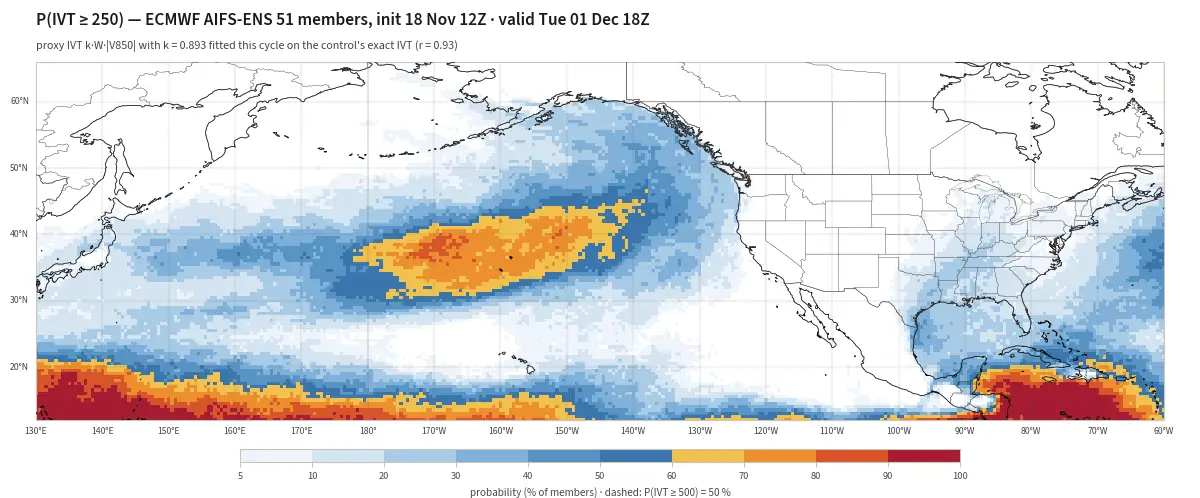 P(IVT ≥ 250) — ECMWF AIFS-ENS 51 members, init 18 Nov 12Z · valid Tue 01 Dec 18Z
proxy IVT k·W·|V850| with k = 0.893 fitted this cycle on the control's exact IVT (r = 0.93)
60°N
50°N
40°N
30°N
20°N
130°E 140°E 150°E 160°E 170°E 180° 170°W 160°W 150°W 140°W 130°W 120°W 110°W 100°W 90°W 80°W 70°W 60°W
5 10 20 30 40 50 60 70 80 90 100
probability (% of members) · dashed: P(IVT ≥ 500) = 50 %